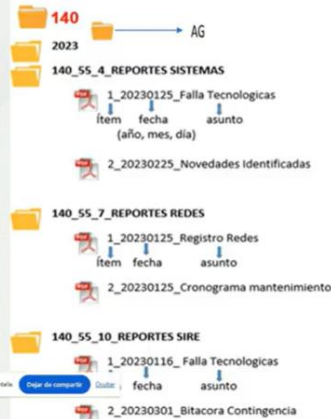 140
AG
2023
140_55_4_REPORTES SISTEMAS
1_20230125_Falla Tecnologicas
Ítem fecha asunto
(año, mes, día)
2_20230225_Novedades Identificadas
140_55_7_REPORTES REDES
1_20230125_Registro Redes
Ítem fecha asunto
2_20230125_Cronograma mantenimiento
140_55_10_REPORTES SIRE
1_20230116_ Falla Tecnologicas
Dejar de compartir Ocultar fecha asunto
2_20230301_Bitacora Contingencia